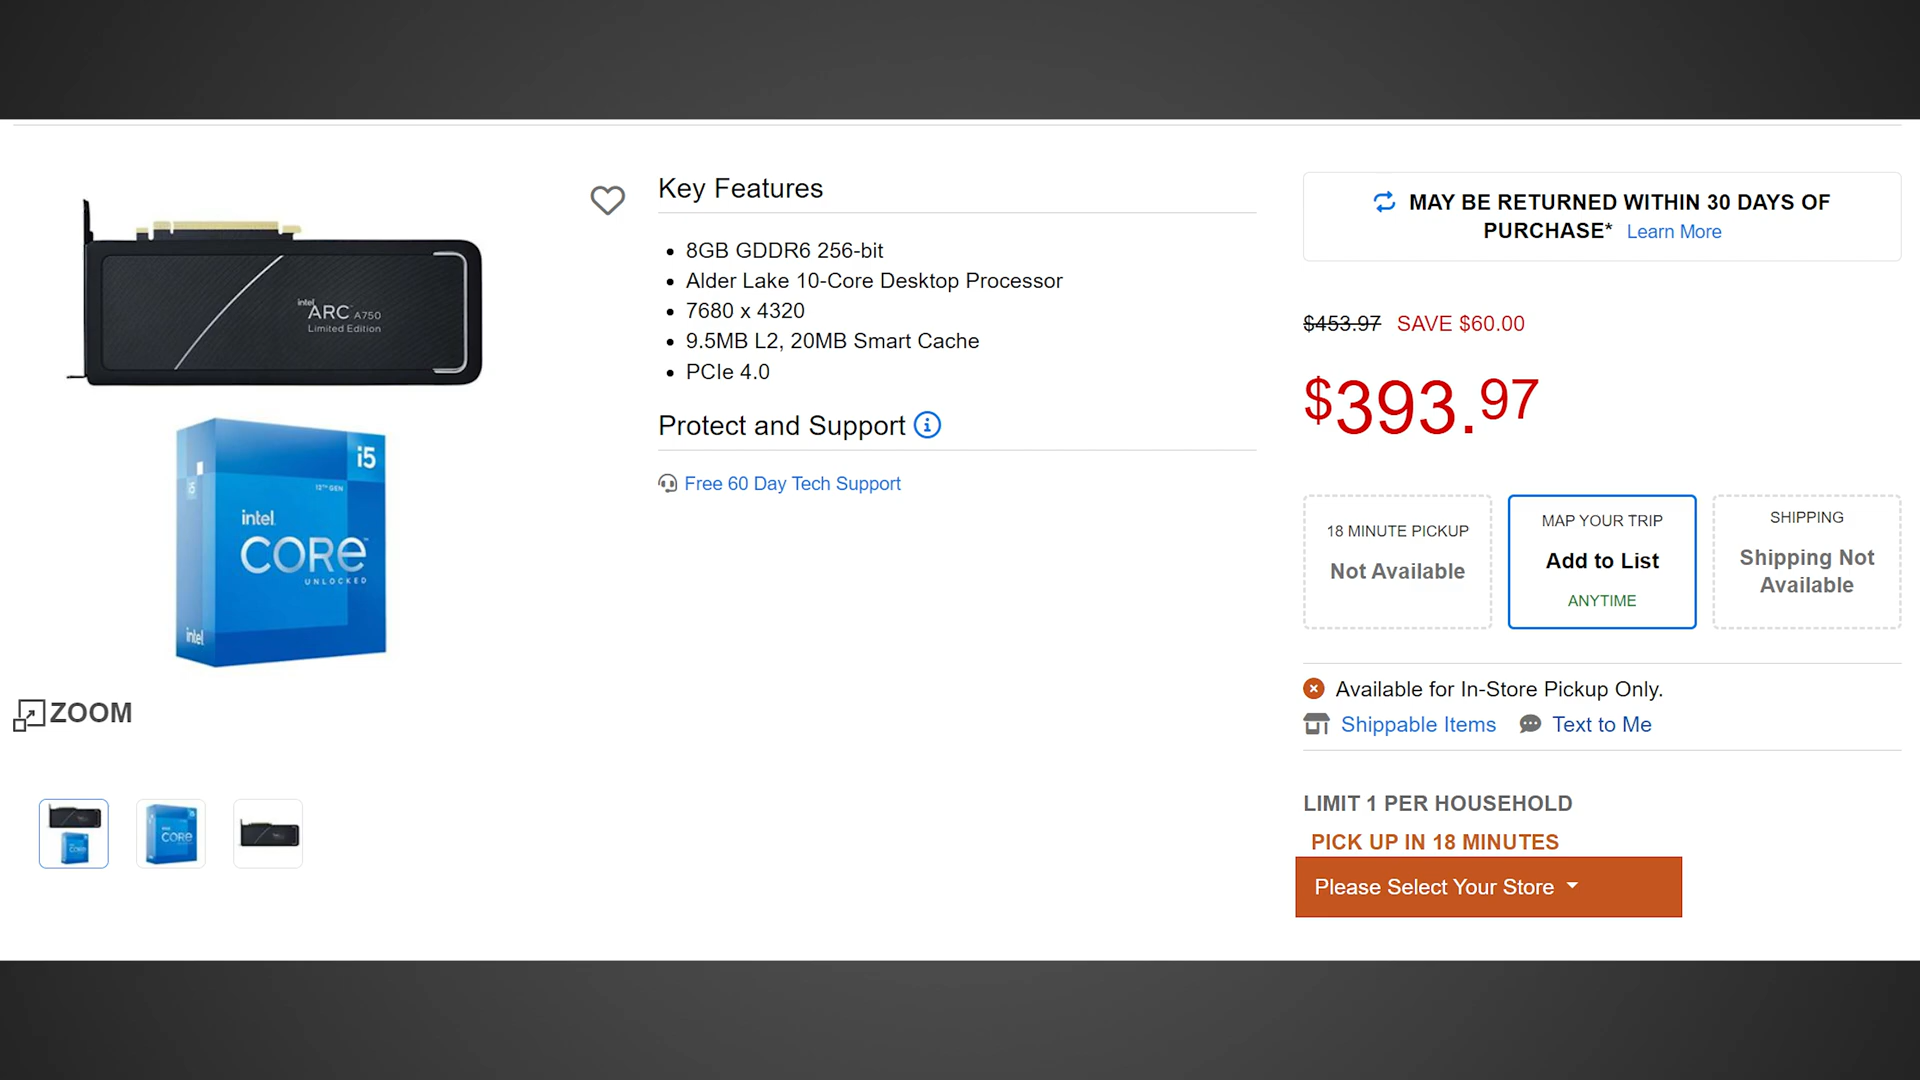 intel
ARC A750
Limited Edition
i5
i5
12TH GEN
intel
CORE
UNLOCKED
intel
ZOOM
Key Features
8GB GDDR6 256-bit
Alder Lake 10-Core Desktop Processor
7680 x 4320
9.5MB L2, 20MB Smart Cache
PCIe 4.0
Protect and Support
Free 60 Day Tech Support
MAY BE RETURNED WITHIN 30 DAYS OF
PURCHASE* Learn More
$453.97 SAVE $60.00
$393.97
18 MINUTE PICKUP
Not Available
MAP YOUR TRIP
Add to List
ANYTIME
SHIPPING
Shipping Not
Available
Available for In-Store Pickup Only.
Shippable Items Text to Me
LIMIT 1 PER HOUSEHOLD
PICK UP IN 18 MINUTES
Please Select Your Store